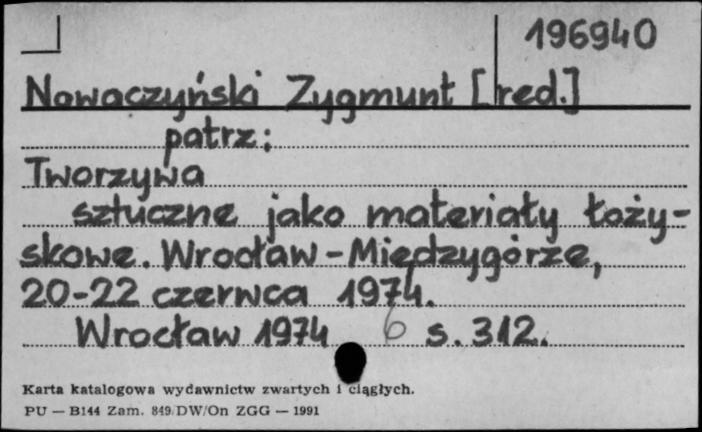 196940
Nowaczyński Zygmunt [red.]
patrz:
Tworzywa
sztuczne jako materiały łoży-
skowe. Wrocław - Międzygórze,
20-22 czerwca 1974.
Wrocław 1974 6 s. 312.
Karta katalogowa wydawnictw zwartych i ciągłych.
PU — B144 Zam. 849/DW/On ZGG — 1991